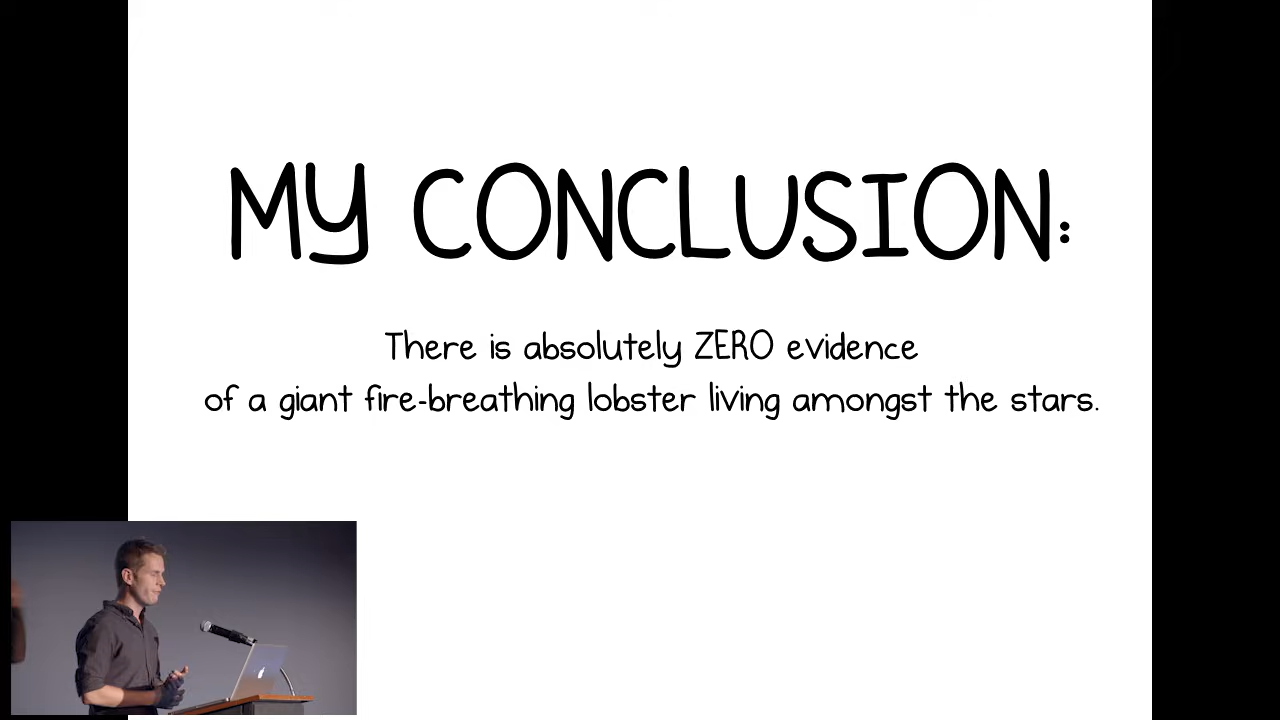 MY CONCLUSION:
There is absolutely ZERO evidence
of a giant fire-breathing lobster living amongst the stars.